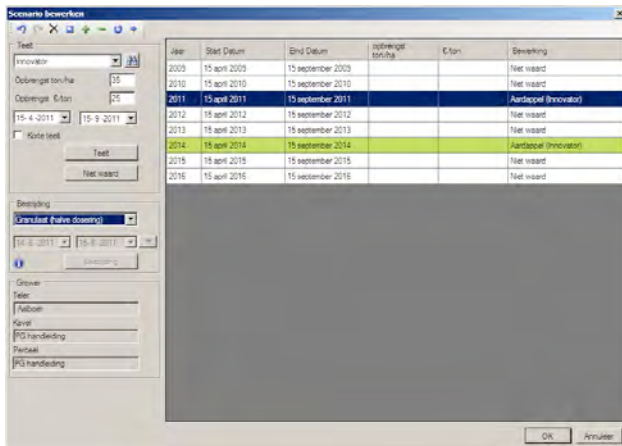 Scenario bewerken
Teelt
Innovator
Opbrengst ton/ha 35
Opbrengst €/ton 25
15- 4 -2011 15- 9 -2011
Korte teelt
Teelt
Niet waard
Bestrijding
Granulaat (halve dosering)
Bestrijding
Grower
Teler
Kavel
PG handleiding
Perceel
PG handleiding
Jaar Start Datum Eind Datum opbrengst ton/ha €/ton Bewerking
2009 15 april 2009 15 september 2009 Niet waard
2010 15 april 2010 15 september 2010 Niet waard
2011 15 april 2011 15 september 2011 Aardappel (Innovator)
2012 15 april 2012 15 september 2012 Niet waard
2013 15 april 2013 15 september 2013 Niet waard
2014 15 april 2014 15 september 2014 Aardappel (Innovator)
2015 15 april 2015 15 september 2015 Niet waard
2016 15 april 2016 15 september 2016 Niet waard
OK Annuleer